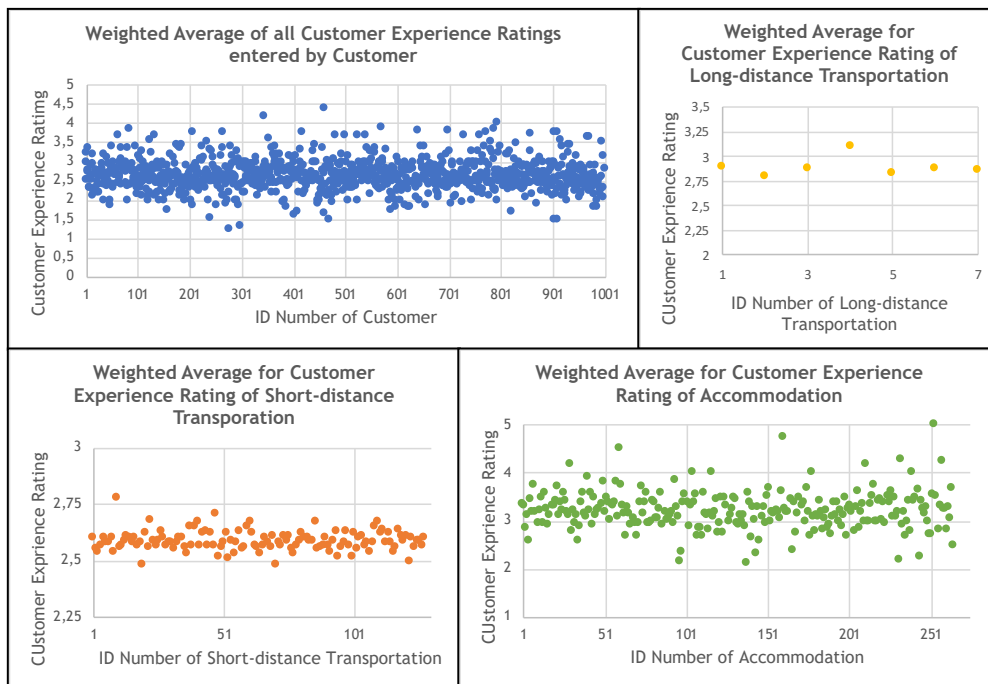 Weighted Average of all Customer Experience Ratings
entered by Customer
Customer Experience Rating
5
4,5
4
3,5
3
2,5
2
1,5
1
0,5
0
1
101
201
301
401
501
601
701
801
901
1001
ID Number of Customer
Weighted Average for
Customer Experience Rating of
Long-distance Transportation
CUstomer Exprience Rating
3,5
3,25
3
2,75
2,5
2,25
2
1
3
5
7
ID Number of Long-distance
Transportation
Weighted Average for Customer
Experience Rating of Short-distance
Transporation
CUstomer Exprience Rating
3
2,75
2,5
2,25
1
51
101
ID Number of Short-distance Transportation
Weighted Average for Customer Experience
Rating of Accommodation
CUstomer Exprience Rating
5
4
3
2
1
1
51
101
151
201
251
ID Number of Accommodation